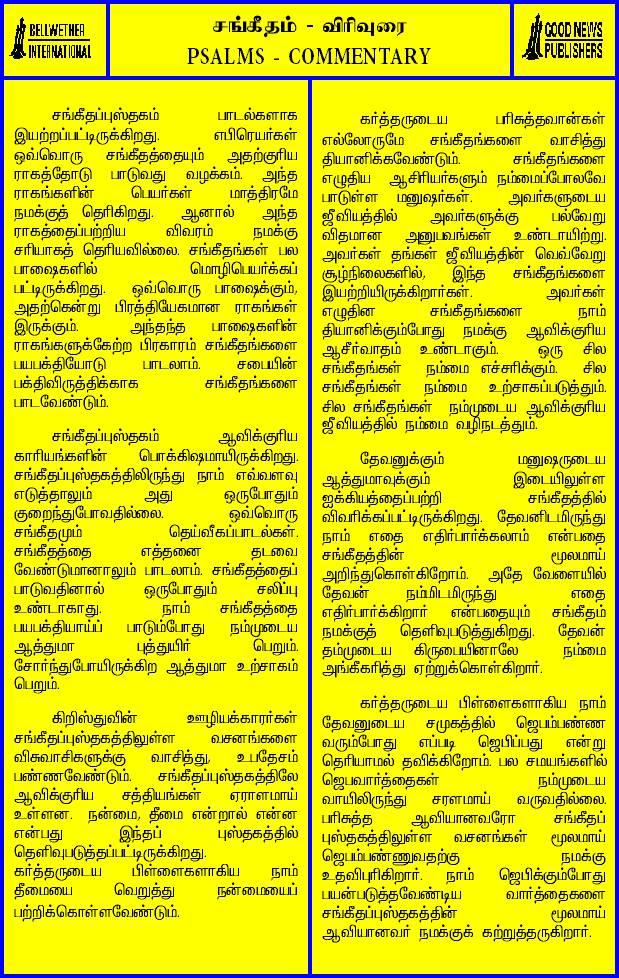 BELLWETHER
INTERNATIONAL
சங்கீதம் - விரிவுரை
PSALMS - COMMENTARY
GOOD NEWS
PUBLISHERS
சங்கீதப்புஸ்தகம் பாடல்களாக
இயற்றப்பட்டிருக்கிறது. எபிரெயர்கள்
ஒவ்வொரு சங்கீதத்தையும் அதற்குரிய
ராகத்தோடு பாடுவது வழக்கம். அந்த
ராகங்களின் பெயர்கள் மாத்திரமே
நமக்குத் தெரிகிறது. ஆனால் அந்த
ராகத்தைப்பற்றிய விவரம் நமக்கு
சரியாகத் தெரியவில்லை. சங்கீதங்கள் பல
பாஷைகளில் மொழிபெயர்க்கப்
பட்டிருக்கிறது. ஒவ்வொரு பாஷைக்கும்,
அதற்கென்று பிரத்தியேகமான ராகங்கள்
இருக்கும். அந்தந்த பாஷைகளின்
ராகங்களுக்கேற்ற பிரகாரம் சங்கீதங்களை
பயபக்தியோடு பாடலாம். சபையின்
பக்திவிருத்திக்காக சங்கீதங்களை
பாடவேண்டும்.
சங்கீதப்புஸ்தகம் ஆவிக்குரிய
காரியங்களின் பொக்கிஷமாயிருக்கிறது.
சங்கீதப்புஸ்தகத்திலிருந்து நாம் எவ்வளவு
எடுத்தாலும் அது ஒருபோதும்
குறைந்துபோவதில்லை. ஒவ்வொரு
சங்கீதமும் தெய்வீகப்பாடல்கள்.
சங்கீதத்தை எத்தனை தடவை
வேண்டுமானாலும் பாடலாம். சங்கீதத்தைப்
பாடுவதினால் ஒருபோதும் சலிப்பு
உண்டாகாது. நாம் சங்கீதத்தை
பயபக்தியாய்ப் பாடும்போது நம்முடைய
ஆத்துமா புத்துயிர் பெறும்.
சோர்ந்துபோயிருக்கிற ஆத்துமா உற்சாகம்
பெறும்.
கிறிஸ்துவின் ஊழியக்காரர்கள்
சங்கீதப்புஸ்தகத்திலுள்ள வசனங்களை
விசுவாசிகளுக்கு வாசித்து, உபதேசம்
பண்ணவேண்டும். சங்கீதப்புஸ்தகத்திலே
ஆவிக்குரிய சத்தியங்கள் ஏராளமாய்
உள்ளன. நன்மை, தீமை என்றால் என்ன
என்பது இந்தப் புஸ்தகத்தில்
தெளிவுபடுத்தப்பட்டிருக்கிறது.
கர்த்தருடைய பிள்ளைகளாகிய நாம்
தீமையை வெறுத்து நன்மையைப்
பற்றிக்கொள்ளவேண்டும்.
கர்த்தருடைய பரிசுத்தவான்கள்
எல்லோருமே சங்கீதங்களை வாசித்து
தியானிக்கவேண்டும். சங்கீதங்களை
எழுதிய ஆசிரியர்களும் நம்மைப்போலவே
பாடுள்ள மனுஷர்கள். அவர்களுடைய
ஜீவியத்தில் அவர்களுக்கு பல்வேறு
விதமான அனுபவங்கள் உண்டாயிற்று.
அவர்கள் தங்கள் ஜீவியத்தின் வெவ்வேறு
சூழ்நிலைகளில், இந்த சங்கீதங்களை
இயற்றியிருக்கிறார்கள். அவர்கள்
எழுதின சங்கீதங்களை நாம்
தியானிக்கும்போது நமக்கு ஆவிக்குரிய
ஆசீர்வாதம் உண்டாகும். ஒரு சில
சங்கீதங்கள் நம்மை எச்சரிக்கும். சில
சங்கீதங்கள் நம்மை உற்சாகப்படுத்தும்.
சில சங்கீதங்கள் நம்முடைய ஆவிக்குரிய
ஜீவியத்தில் நம்மை வழிநடத்தும்.
தேவனுக்கும் மனுஷருடைய
ஆத்துமாவுக்கும் இடையிலுள்ள
ஐக்கியத்தைப்பற்றி சங்கீதத்தில்
விவரிக்கப்பட்டிருக்கிறது. தேவனிடமிருந்து
நாம் எதை எதிர்பார்க்கலாம் என்பதை
சங்கீதத்தின் மூலமாய்
அறிந்துகொள்கிறோம். அதே வேளையில்
தேவன் நம்மிடமிருந்து எதை
எதிர்பார்க்கிறார் என்பதையும் சங்கீதம்
நமக்குத் தெளிவுபடுத்துகிறது. தேவன்
தம்முடைய கிருபையினாலே நம்மை
அங்கீகரித்து ஏற்றுக்கொள்கிறார்.
கர்த்தருடைய பிள்ளைகளாகிய நாம்
தேவனுடைய சமுகத்தில் ஜெபம்பண்ண
வரும்போது எப்படி ஜெபிப்பது என்று
தெரியாமல் தவிக்கிறோம். பல சமயங்களில்
ஜெபவார்த்தைகள் நம்முடைய
வாயிலிருந்து சரளமாய் வருவதில்லை.
பரிசுத்த ஆவியானவரோ சங்கீதப்
புஸ்தகத்திலுள்ள வசனங்கள் மூலமாய்
ஜெபம்பண்ணுவதற்கு நமக்கு
உதவிபுரிகிறார். நாம் ஜெபிக்கும்போது
பயன்படுத்தவேண்டிய வார்த்தைகளை
சங்கீதப்புஸ்தகத்தின் மூலமாய்
ஆவியானவர் நமக்குக் கற்றுத்தருகிறார்.